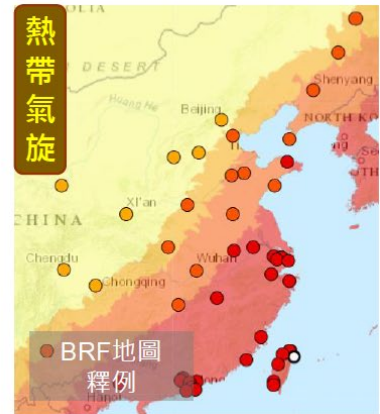 熱帶氣旋
DESERT
Shenyang
Huang He
Beijing
NORTH KO
Xi'an
CHINA
Chengdu
Wuhan
Chongqing
BRF地圖
釋例
Hanoi